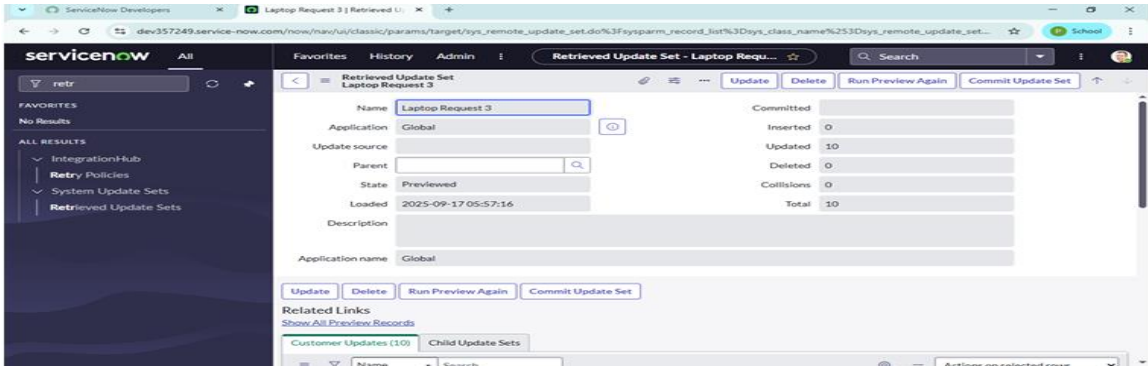 ServiceNow Developers
Laptop Request 3 | Retrieved U
dev357249.service-now.com/now/nav/ui/classic/params/target/sys_remote_update_set.do%3Fsysparm_record_list%3Dsys_class_name%253Dsys_remote_update_set...
School
servicenow All Favorites History Admin Retrieved Update Set - Laptop Requ... Search
retr
FAVORITES
No Results
ALL RESULTS
IntegrationHub
Retry Policies
System Update Sets
Retrieved Update Sets
Retrieved Update Set
Laptop Request 3
Update Delete Run Preview Again Commit Update Set
Name Laptop Request 3
Application Global
Update source
Parent
State Previewed
Loaded 2025-09-17 05:57:16
Description
Application name Global
Committed
Inserted 0
Updated 10
Deleted 0
Collisions 0
Total 10
Update Delete Run Preview Again Commit Update Set
Related Links
Show All Preview Records
Customer Updates (10) Child Update Sets
Name Search Actions on selected rows